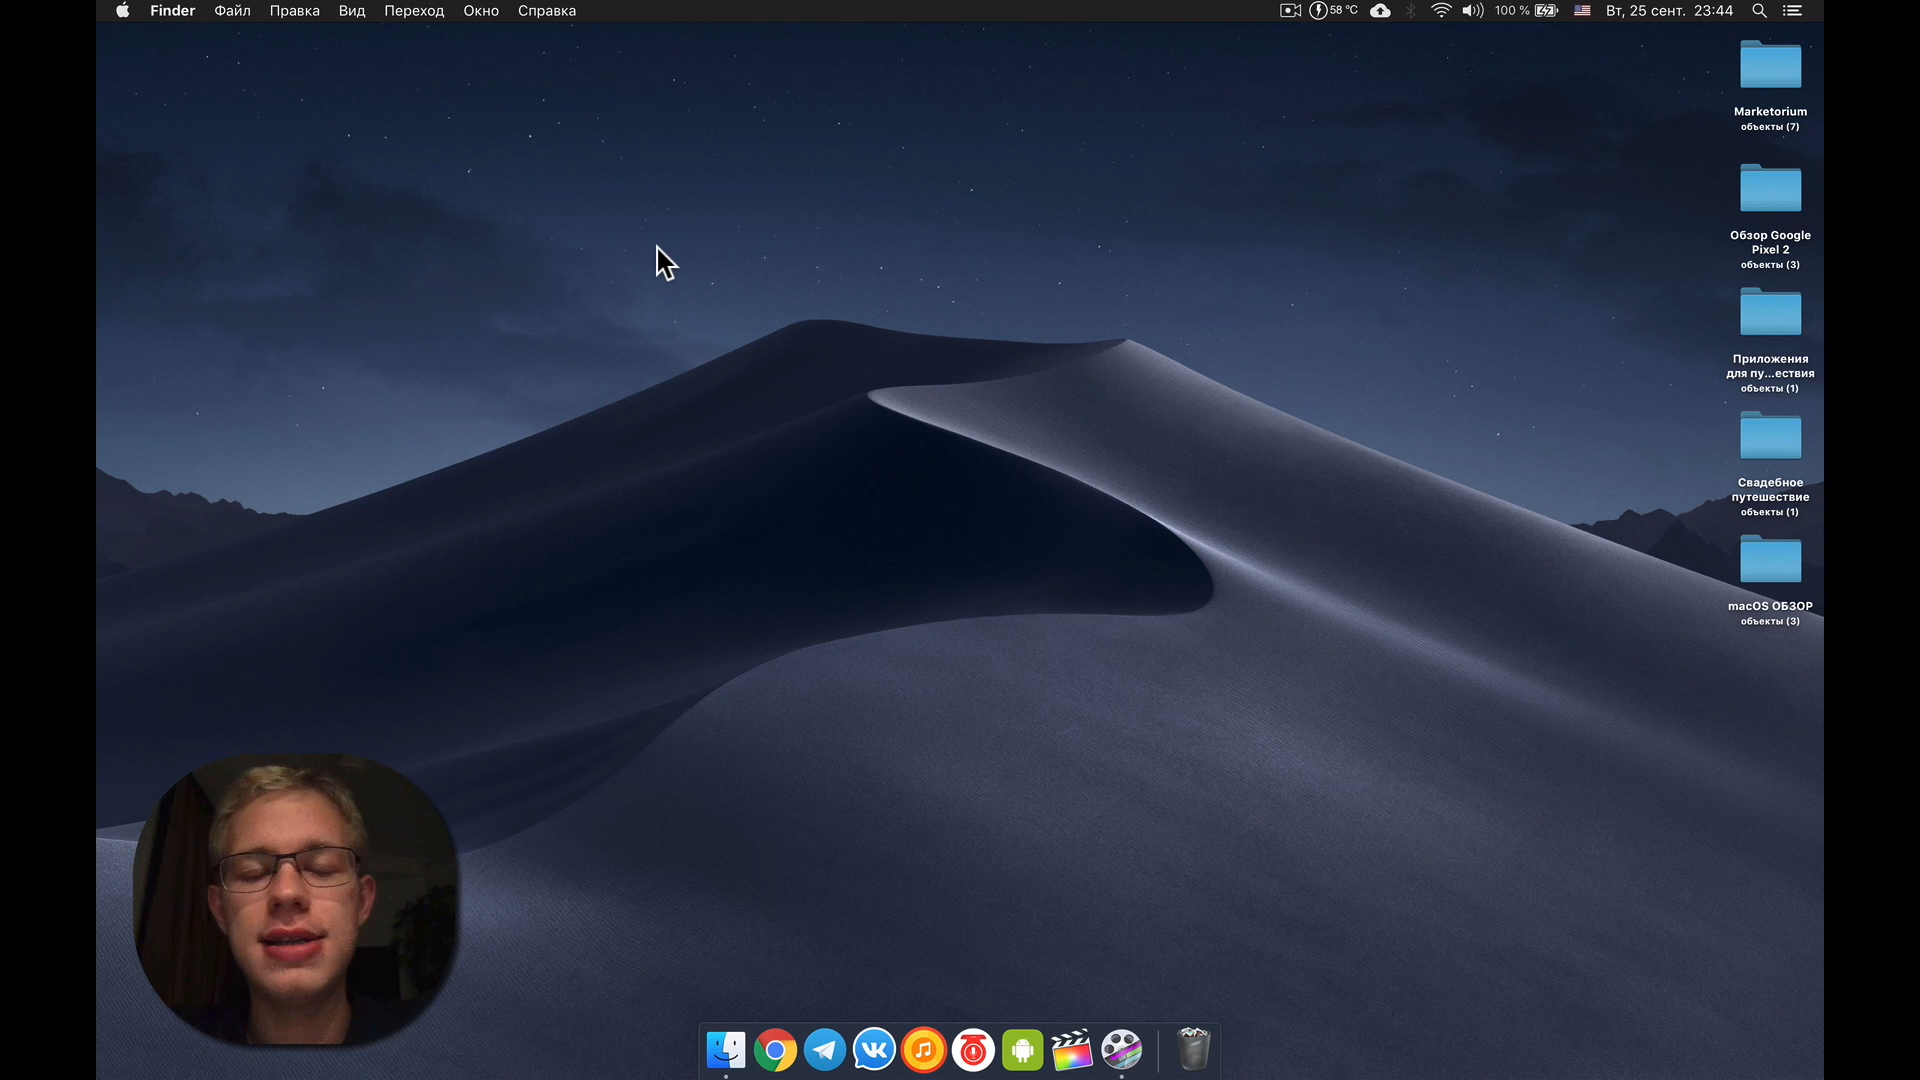 Finder Файл Правка Вид Переход Окно Справка 58 °C 100 % Вт, 25 сент. 23:44
Marketorium
объекты (7)
Обзор Google
Pixel 2
объекты (3)
Приложения
для пу...ествия
объекты (1)
Свадебное
путешествие
объекты (1)
macOS ОБЗОР
объекты (3)